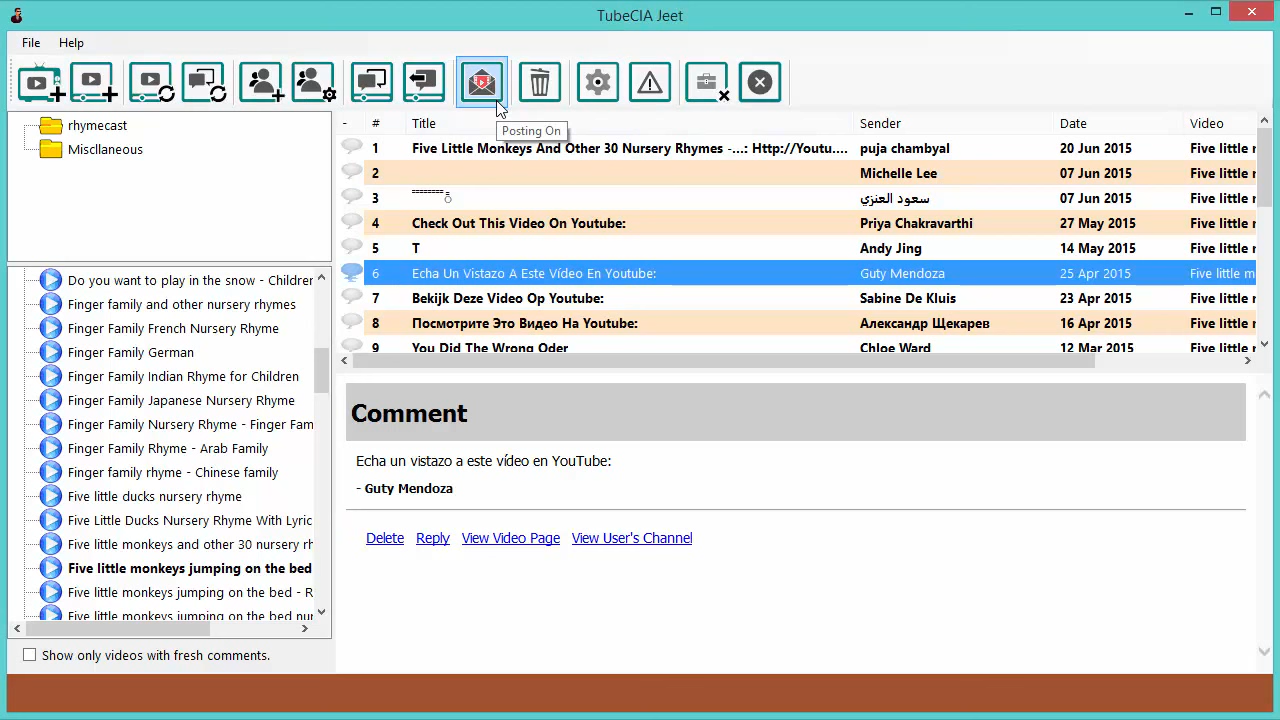 TubeCIA Jeet
File Help
Posting On
rhymecast
Miscllaneous
- # Title Sender Date Video
1 Five Little Monkeys And Other 30 Nursery Rhymes -...: Http://Youtu.... puja chambyal 20 Jun 2015 Five little r
2 Michelle Lee 07 Jun 2015 Five little r
3 سعود العنزي 07 Jun 2015 Five little r
4 Check Out This Video On Youtube: Priya Chakravarthi 27 May 2015 Five little r
5 T Andy Jing 14 May 2015 Five little r
6 Echa Un Vistazo A Este Vídeo En Youtube: Guty Mendoza 25 Apr 2015 Five little m
7 Bekijk Deze Video Op Youtube: Sabine De Kluis 23 Apr 2015 Five little r
8 Посмотрите Это Видео На Youtube: Александр Щекарев 16 Apr 2015 Five little r
9 You Did The Wrong Oder Chloe Ward 12 Mar 2015 Five little r
Do you want to play in the snow - Children
Finger family and other nursery rhymes
Finger Family French Nursery Rhyme
Finger Family German
Finger Family Indian Rhyme for Children
Finger Family Japanese Nursery Rhyme
Finger Family Nursery Rhyme - Finger Fam
Finger Family Rhyme - Arab Family
Finger family rhyme - Chinese family
Five little ducks nursery rhyme
Five Little Ducks Nursery Rhyme With Lyric
Five little monkeys and other 30 nursery rh
Five little monkeys jumping on the bed
Five little monkeys jumping on the bed - R
Five little monkeys jumping on the bed nur
Show only videos with fresh comments.
Comment
Echa un vistazo a este vídeo en YouTube:
- Guty Mendoza
Delete Reply View Video Page View User's Channel